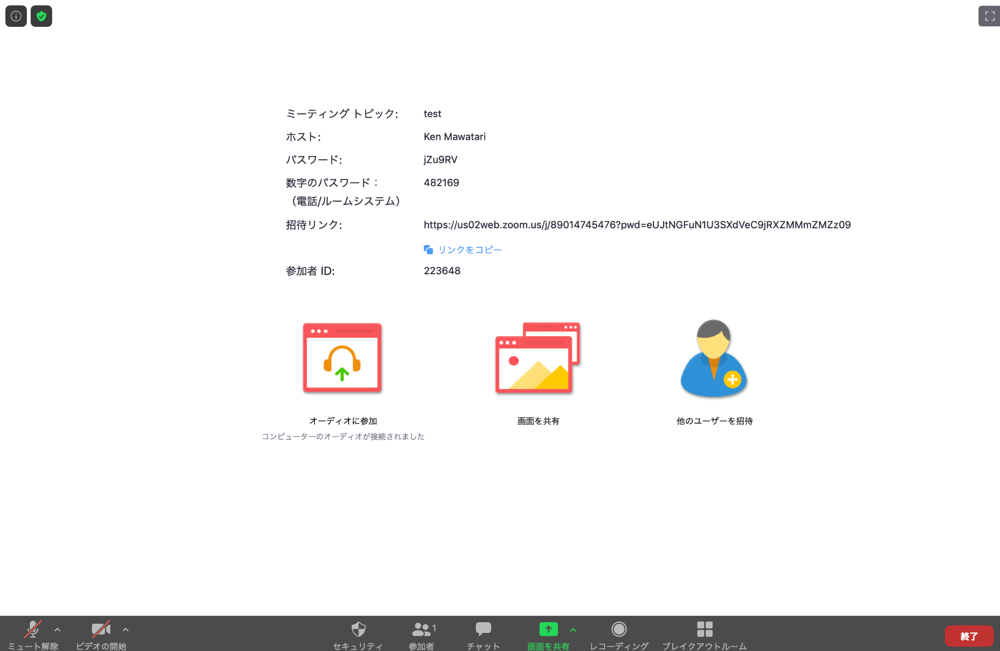 ミーティング トピック: test
ホスト: Ken Mawatari
パスワード: jZu9RV
数字のパスワード： 482169
（電話/ルームシステム）
招待リンク: https://us02web.zoom.us/j/89014745476?pwd=eUJtNGFuN1U3SXdVeC9jRXZMMmZMZz09
リンクをコピー
参加者 ID: 223648
オーディオに参加 画面を共有 他のユーザーを招待
コンピューターのオーディオが接続されました
1
ミュート解除 ビデオの開始 セキュリティ 参加者 チャット 画面を共有 レコーディング ブレイクアウトルーム 終了